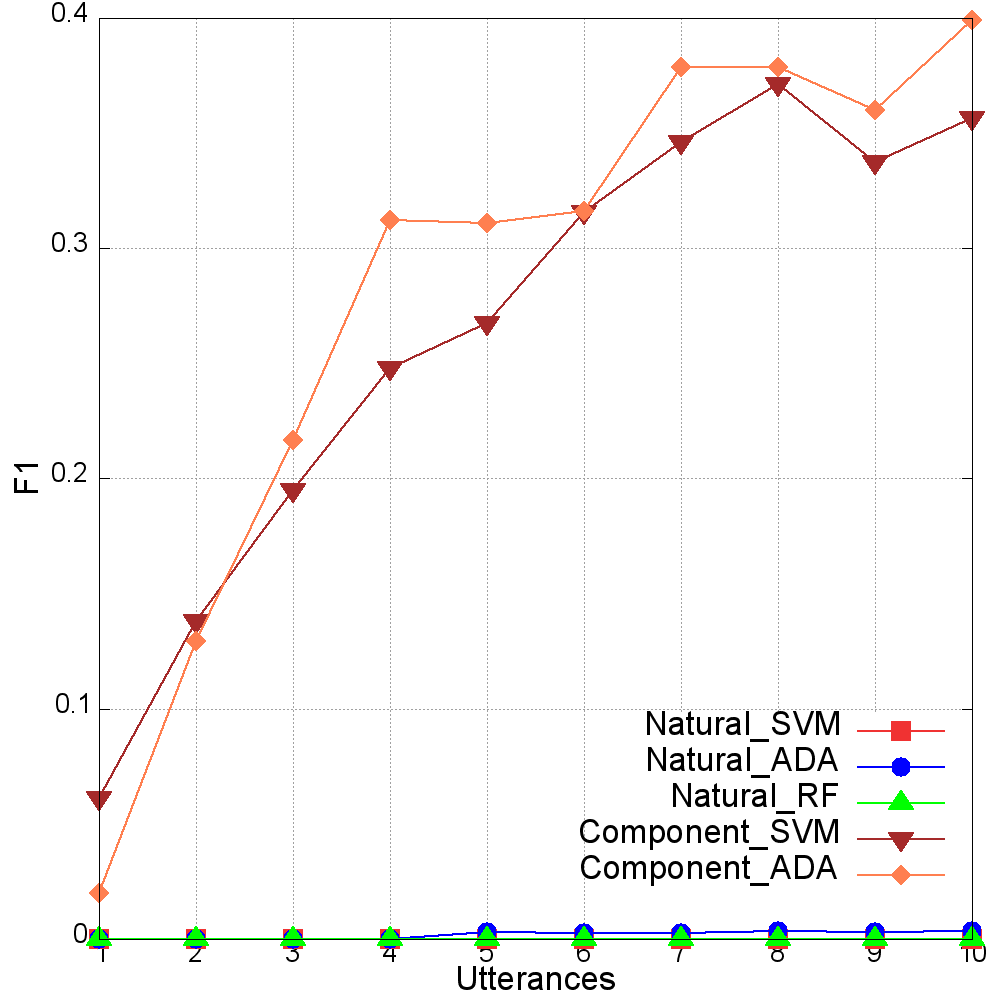 0.4
0.3
0.2
F1
0.1
Natural_SVM
Natural_ADA
Natural_RF
Component_SVM
Component_ADA
0
1 2 3 4 5 6 7 8 9 10
Utterances